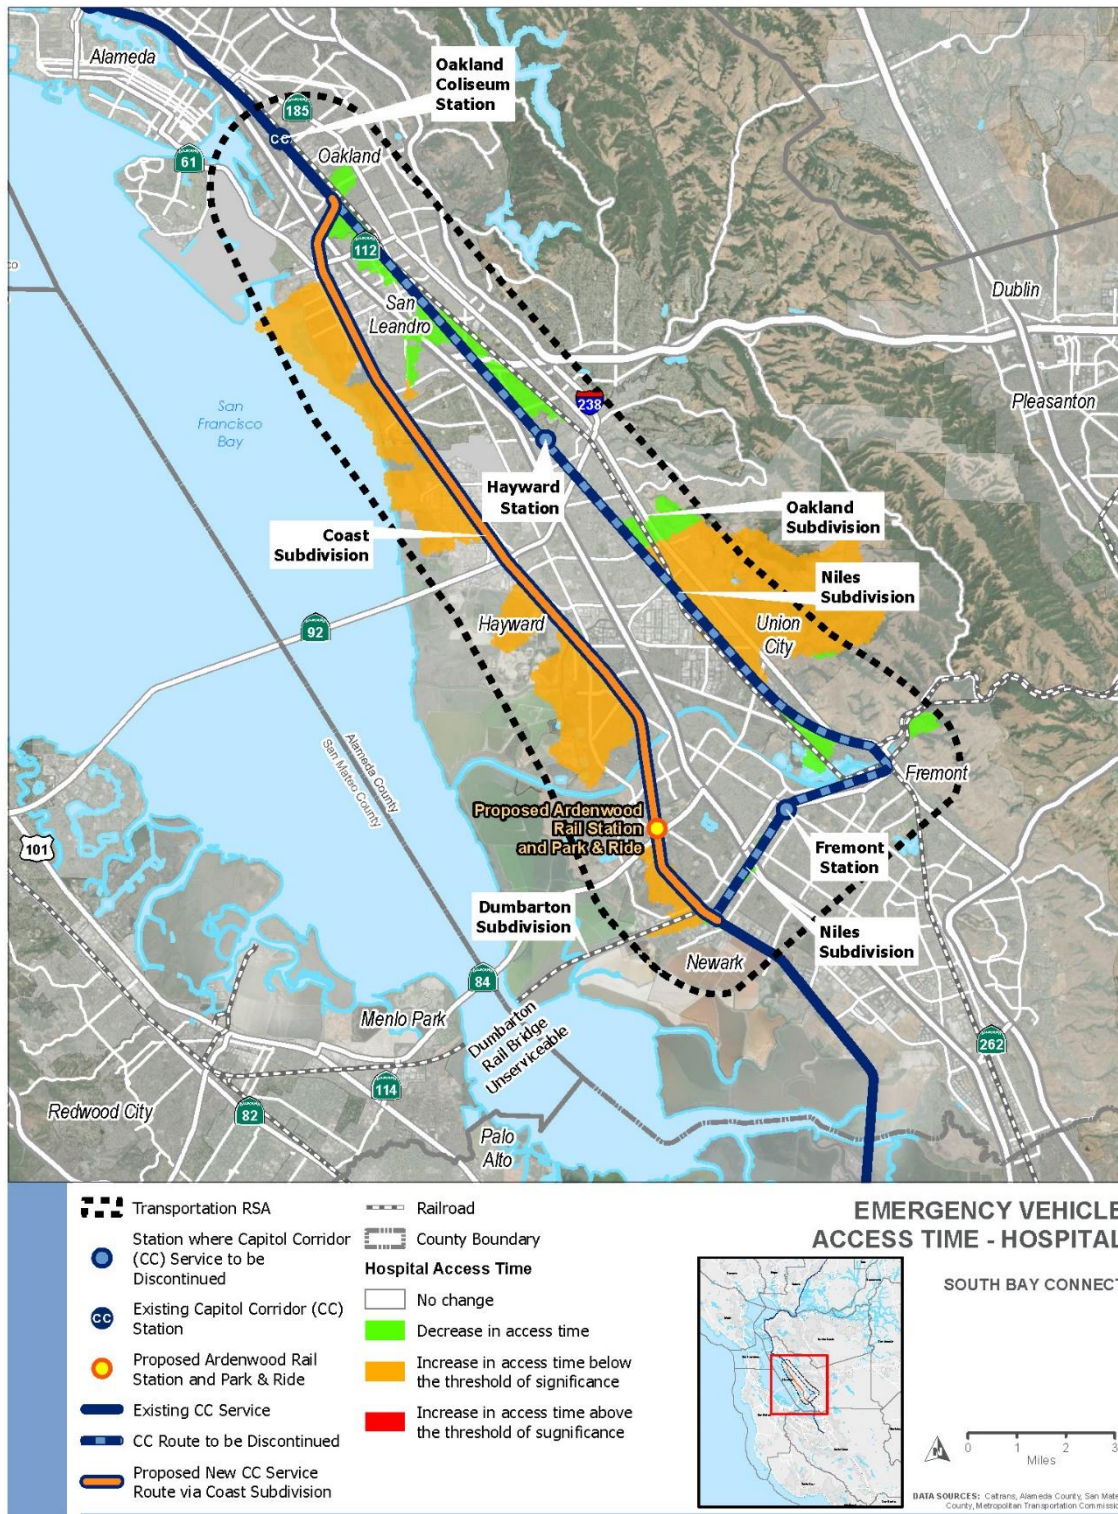 Alameda
Oakland
Coliseum
Station
185
CC
61
Oakland
112
San
Leandro
Dublin
238
Pleasanton
San
Francisco
Bay
Hayward
Station
Oakland
Subdivision
Coast
Subdivision
Niles
Subdivision
92
Hayward
Union
City
Alameda County
San Mateo County
Fremont
101
Proposed Ardenwood
Rail Station
and Park & Ride
Fremont
Station
Dumbarton
Subdivision
Niles
Subdivision
Newark
84
Menlo Park
Dumbarton
Rail Bridge
Unserviceable
262
114
Redwood City
82
Palo
Alto
Transportation RSA
Station where Capitol Corridor
(CC) Service to be
Discontinued
CC
Existing Capitol Corridor (CC)
Station
Proposed Ardenwood Rail
Station and Park & Ride
Existing CC Service
CC Route to be Discontinued
Proposed New CC Service
Route via Coast Subdivision
Railroad
County Boundary
Hospital Access Time
No change
Decrease in access time
Increase in access time below
the threshold of significance
Increase in access time above
the threshold of sugnificance
EMERGENCY VEHICLE
ACCESS TIME - HOSPITAL
SOUTH BAY CONNECT
N
0 1 2 3
Miles
DATA SOURCES: Caltrans, Alameda County, San Mate
County, Metropolitan Transportation Commissio